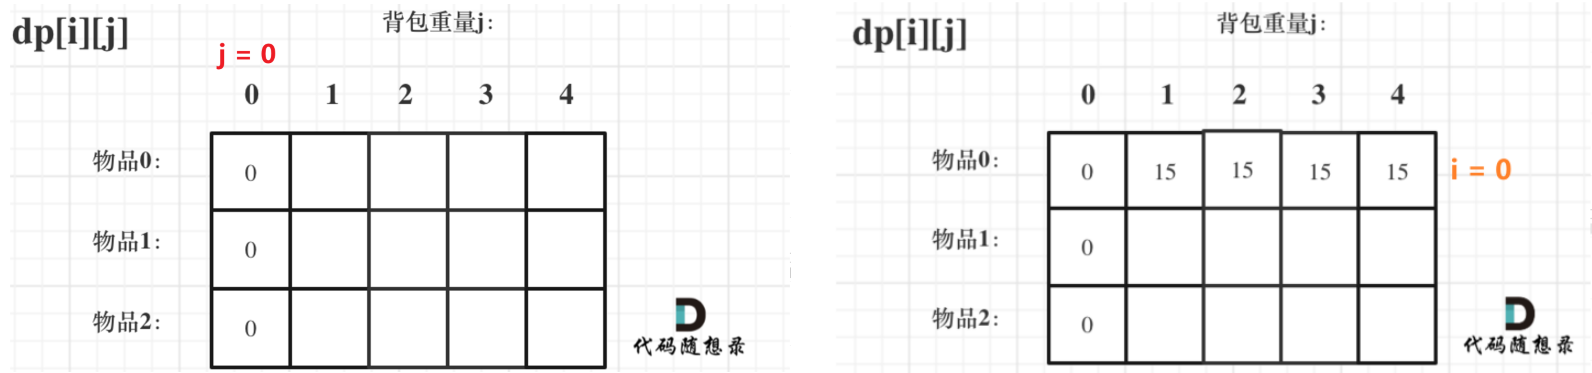 dp[i][j]
背包重量j:
j = 0
0 1 2 3 4
物品0: 0
物品1: 0
物品2: 0
代码随想录
dp[i][j]
背包重量j:
0 1 2 3 4
物品0: 0 15 15 15 15 i = 0
物品1: 0
物品2: 0
代码随想录